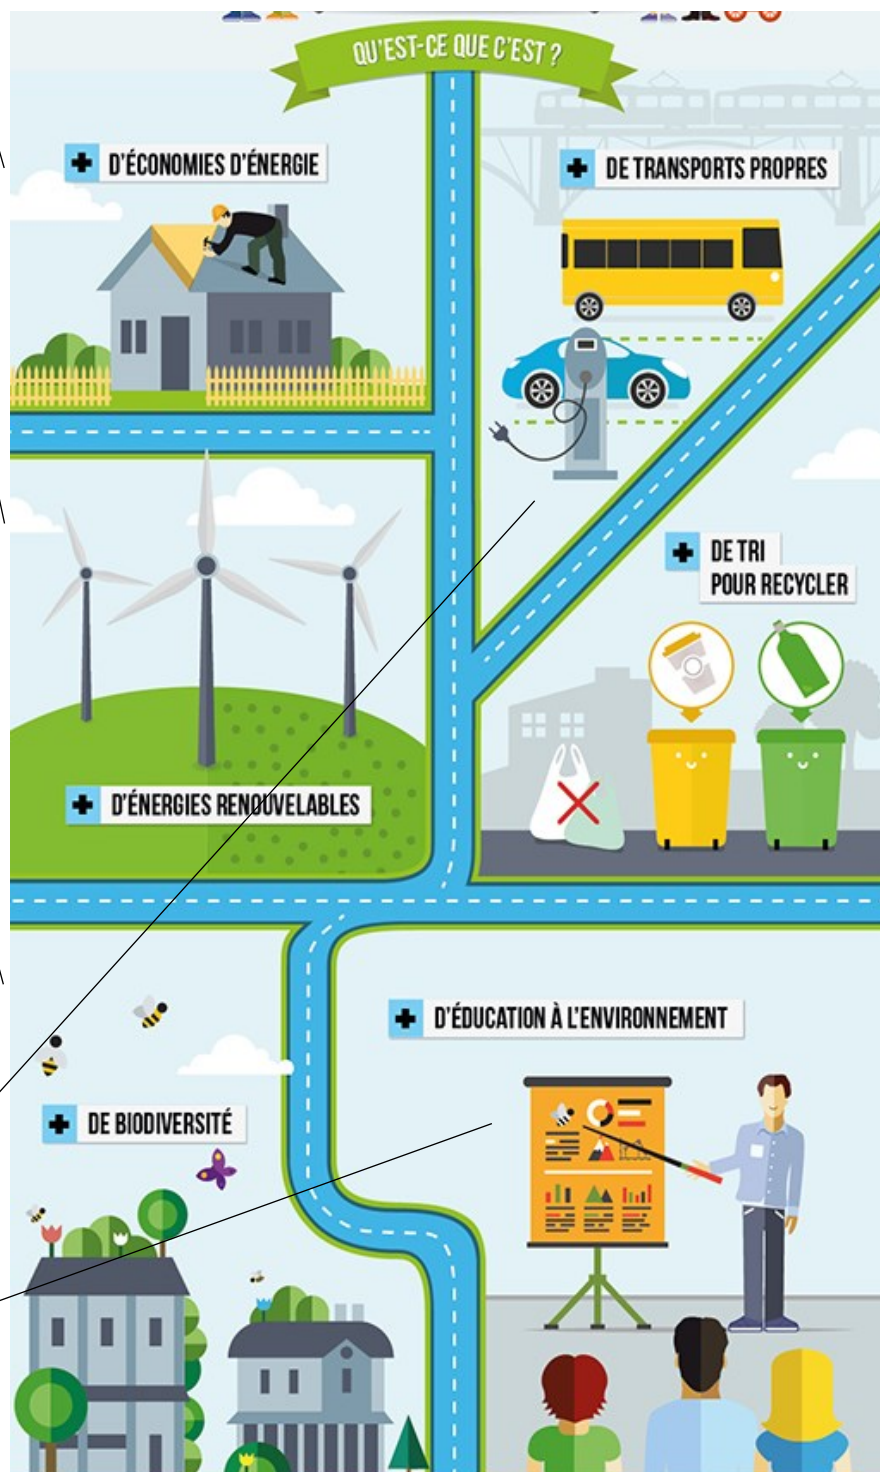 QU'EST-CE QUE C'EST ?
+ D'ÉCONOMIES D'ÉNERGIE
+ DE TRANSPORTS PROPRES
+ DE TRI
POUR RECYCLER
+ D'ÉNERGIES RENOUVELABLES
+ D'ÉDUCATION À L'ENVIRONNEMENT
+ DE BIODIVERSITÉ